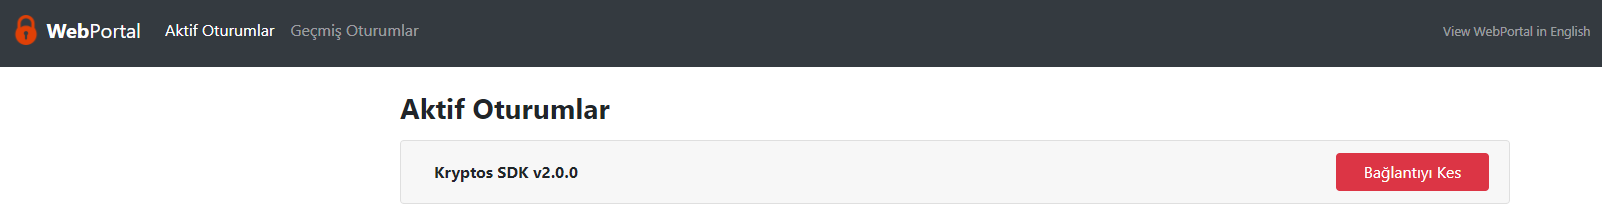 WebPortal Aktif Oturumlar Geçmiş Oturumlar View WebPortal in English
Aktif Oturumlar
Kryptos SDK v2.0.0 Bağlantıyı Kes